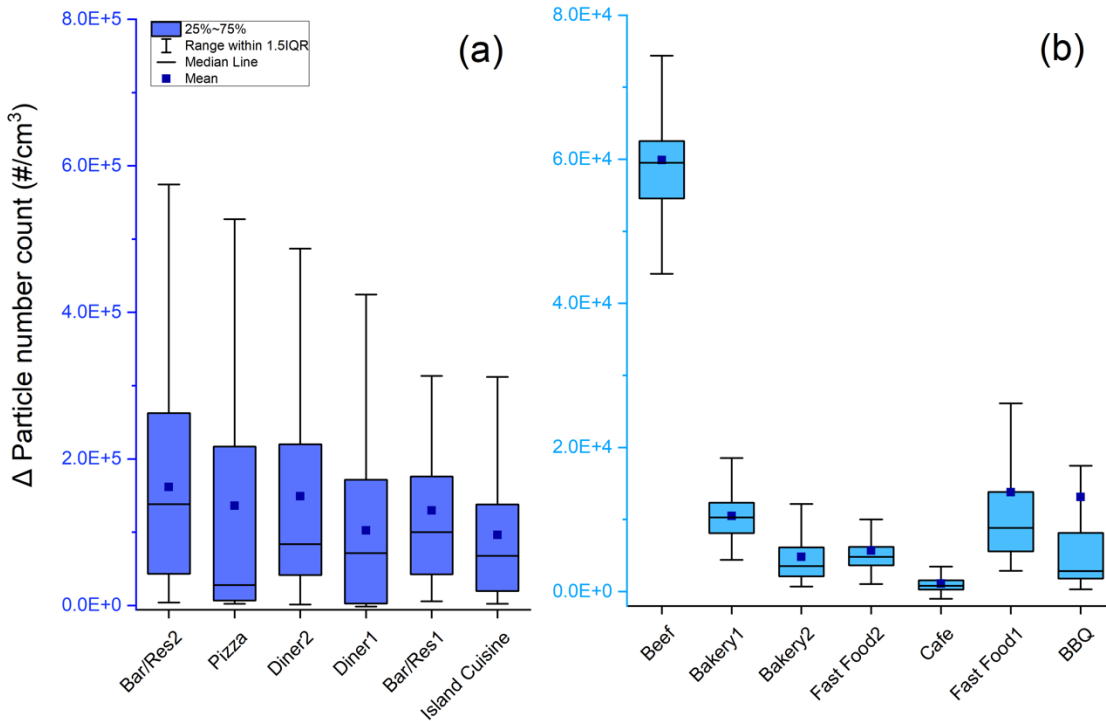 25%~75%
Range within 1.5IQR
Median Line
Mean
(a)
(b)
Δ Particle number count (#/cm³)
8.0E+5
6.0E+5
4.0E+5
2.0E+5
0.0E+0
Bar/Res2
Pizza
Diner2
Diner1
Bar/Res1
Island Cuisine
8.0E+4
6.0E+4
4.0E+4
2.0E+4
0.0E+0
Beef
Bakery1
Bakery2
Fast Food2
Cafe
Fast Food1
BBQ